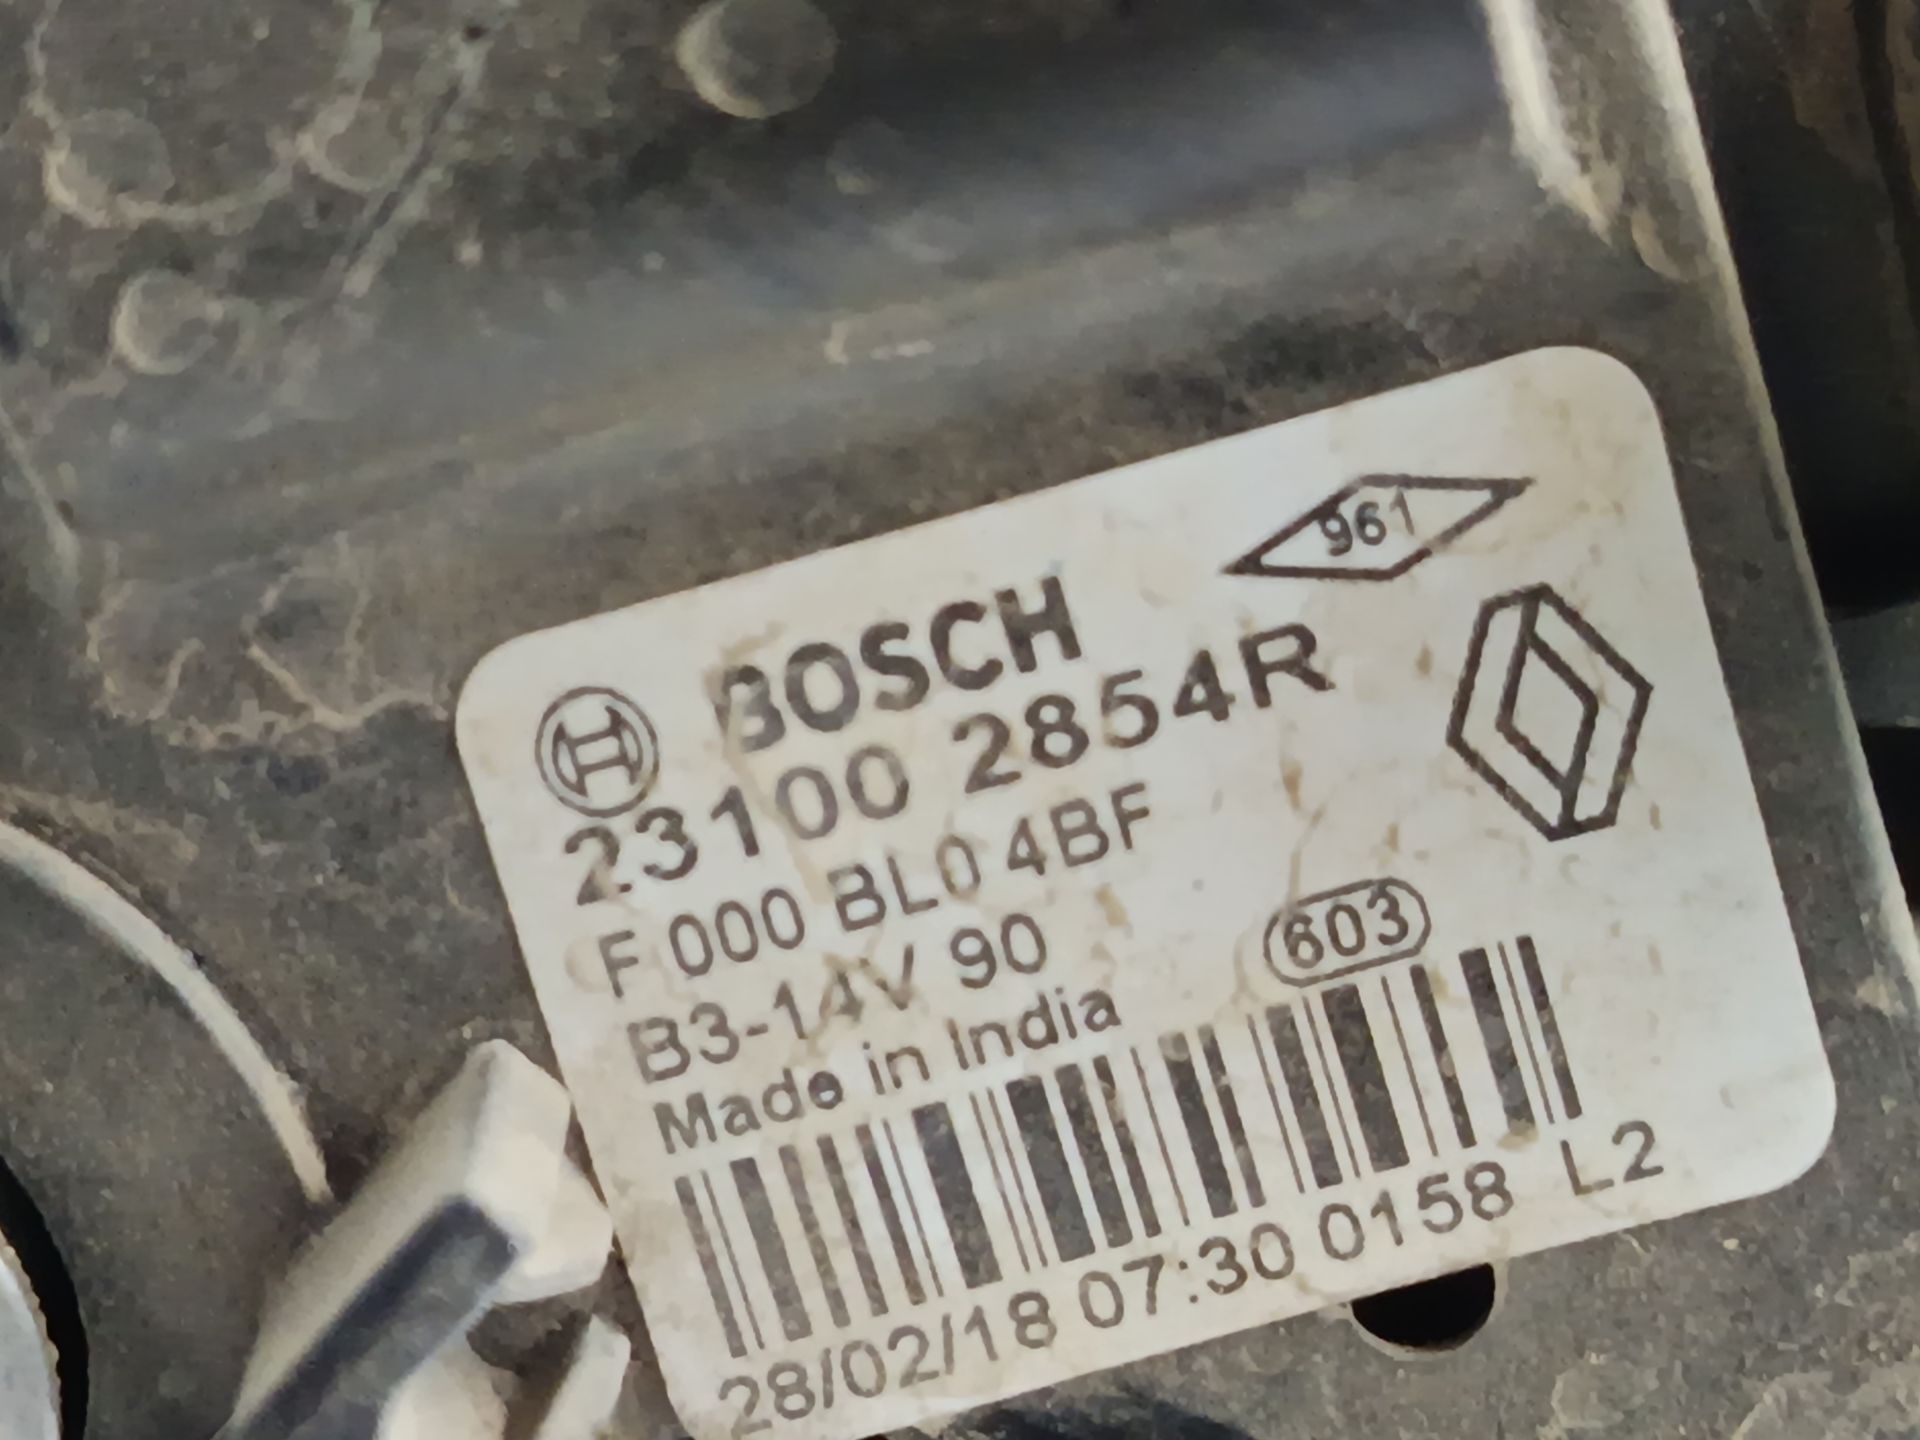 961
BOSCH
23100 2854R
F 000 BL0 4BF
B3-14V 90
603
Made in India
28/02/18 07:30 0158 L2